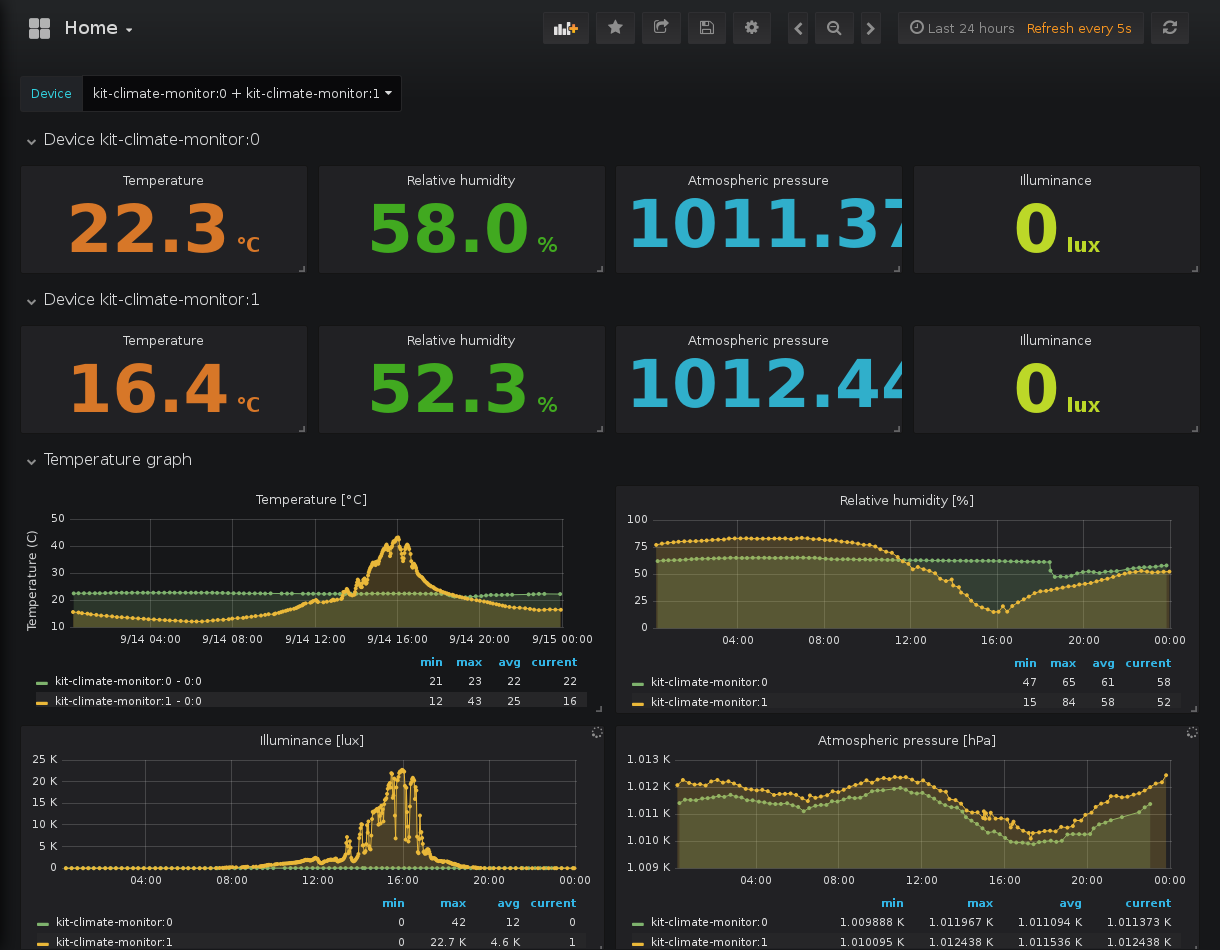 Home
Last 24 hours Refresh every 5s
Device kit-climate-monitor:0 + kit-climate-monitor:1
Device kit-climate-monitor:0
Temperature Relative humidity Atmospheric pressure Illuminance
22.3 °C 58.0 % 1011.37 0 lux
Device kit-climate-monitor:1
Temperature Relative humidity Atmospheric pressure Illuminance
16.4 °C 52.3 % 1012.44 0 lux
Temperature graph
Temperature [°C]
Temperature (C)
50
40
30
20
10
9/14 04:00 9/14 08:00 9/14 12:00 9/14 16:00 9/14 20:00 9/15 00:00
min max avg current
kit-climate-monitor:0 - 0:0 21 23 22 22
kit-climate-monitor:1 - 0:0 12 43 25 16
Relative humidity [%]
100
75
50
25
0
04:00 08:00 12:00 16:00 20:00 00:00
min max avg current
kit-climate-monitor:0 47 65 61 58
kit-climate-monitor:1 15 84 58 52
Illuminance [lux]
25 K
20 K
15 K
10 K
5 K
0
04:00 08:00 12:00 16:00 20:00 00:00
min max avg current
kit-climate-monitor:0 0 42 12 0
kit-climate-monitor:1 0 22.7 K 4.6 K 1
Atmospheric pressure [hPa]
1.013 K
1.012 K
1.011 K
1.010 K
1.009 K
04:00 08:00 12:00 16:00 20:00 00:00
min max avg current
kit-climate-monitor:0 1.009888 K 1.011967 K 1.011094 K 1.011373 K
kit-climate-monitor:1 1.010095 K 1.012438 K 1.011536 K 1.012438 K